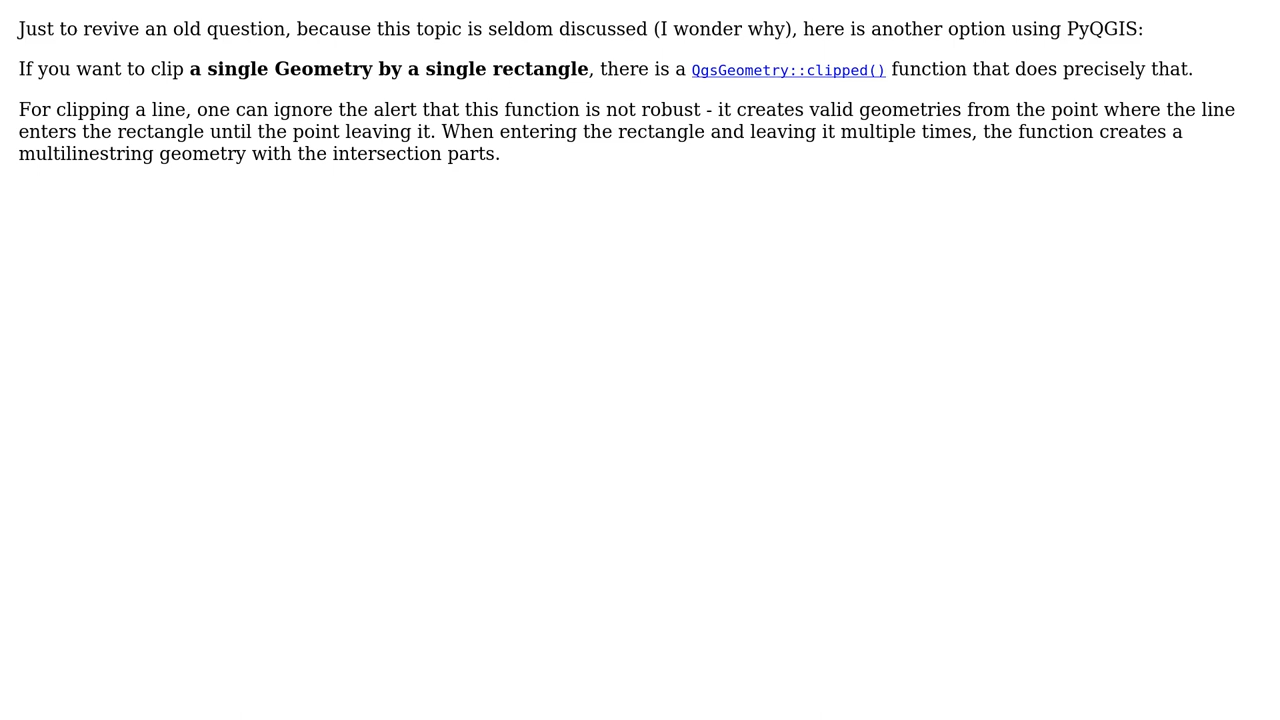 Just to revive an old question, because this topic is seldom discussed (I wonder why), here is another option using PyQGIS:
If you want to clip a single Geometry by a single rectangle, there is a QgsGeometry::clipped() function that does precisely that.
For clipping a line, one can ignore the alert that this function is not robust - it creates valid geometries from the point where the line
enters the rectangle until the point leaving it. When entering the rectangle and leaving it multiple times, the function creates a
multilinestring geometry with the intersection parts.